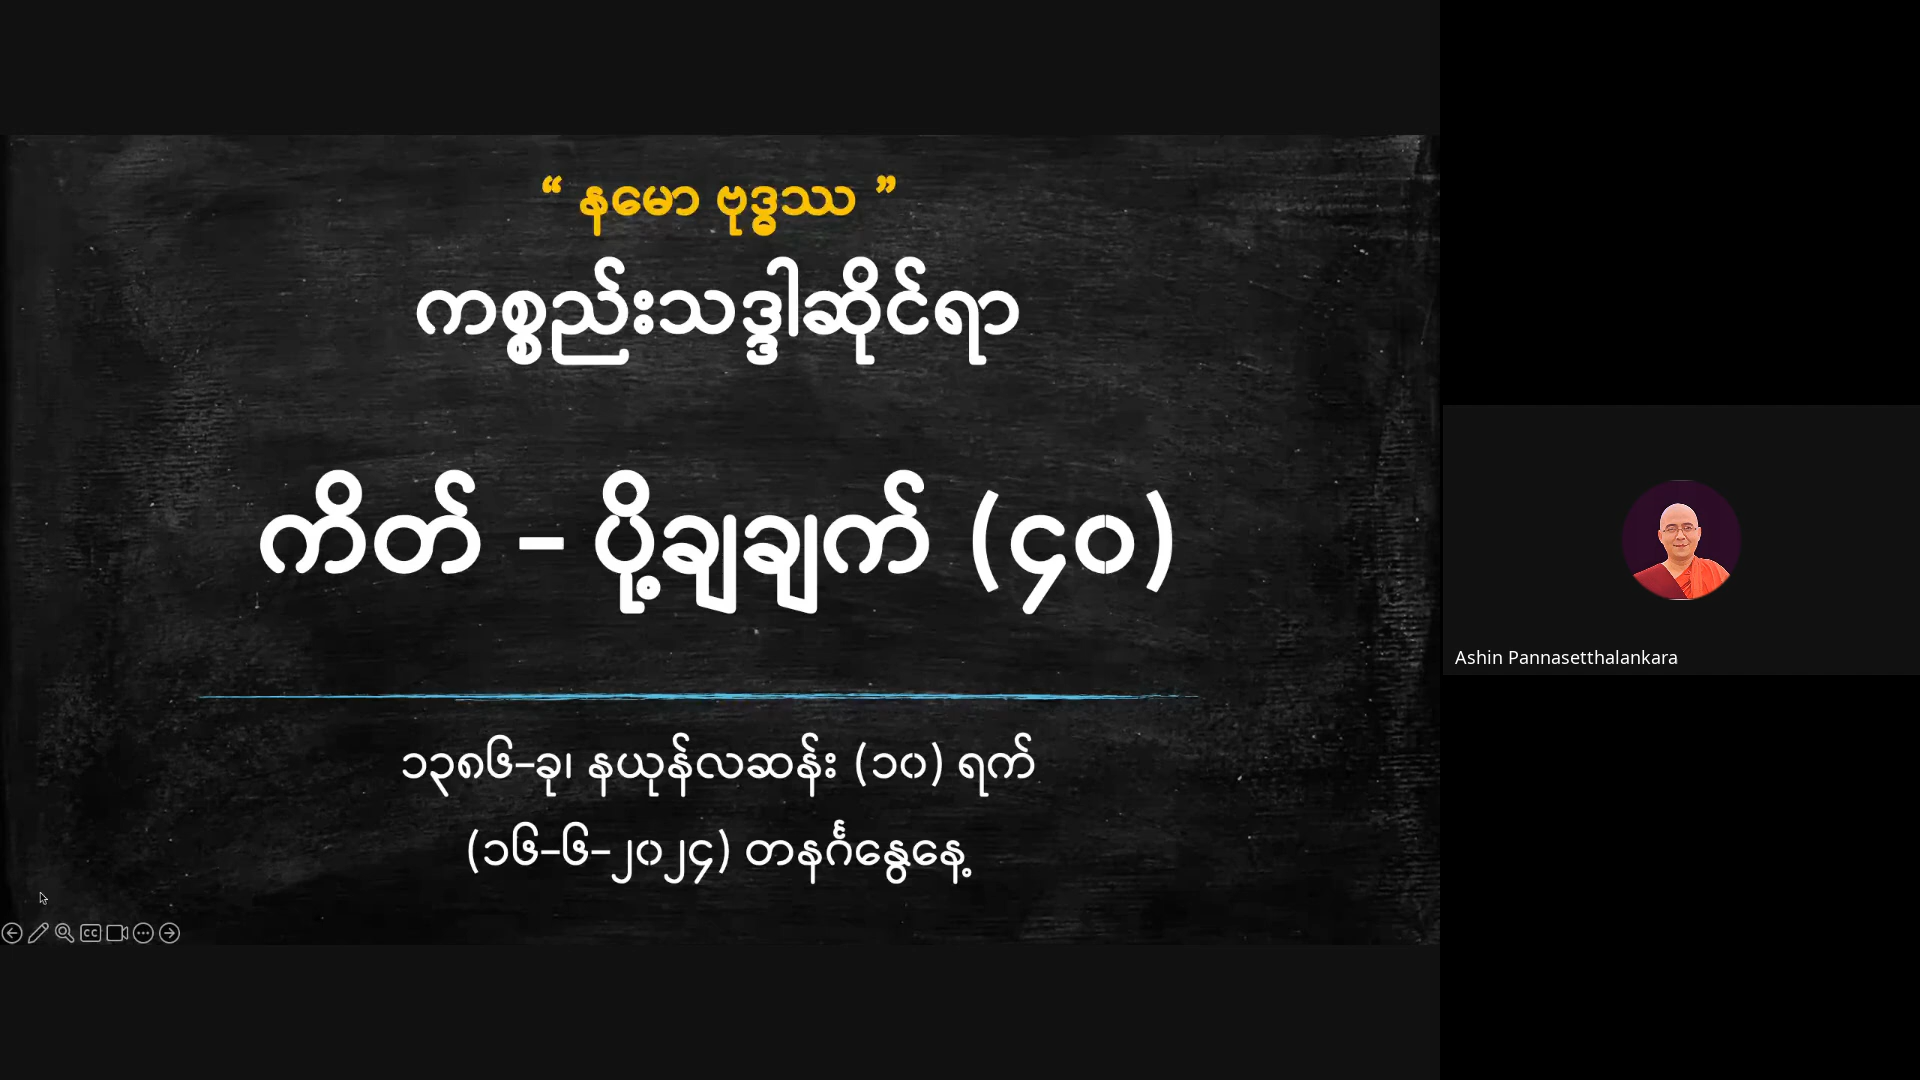 “ နမော ဗုဒ္ဓဿ ”
ကစ္စည်းသဒ္ဒါဆိုင်ရာ
ကိတ် – ပို့ချချက် (၄၀)
၁၃၈၆–ခု၊ နယုန်လဆန်း (၁၀) ရက်
(၁၆–၆–၂၀၂၄) တနင်္ဂနွေနေ့
CC
Ashin Pannasetthalankara